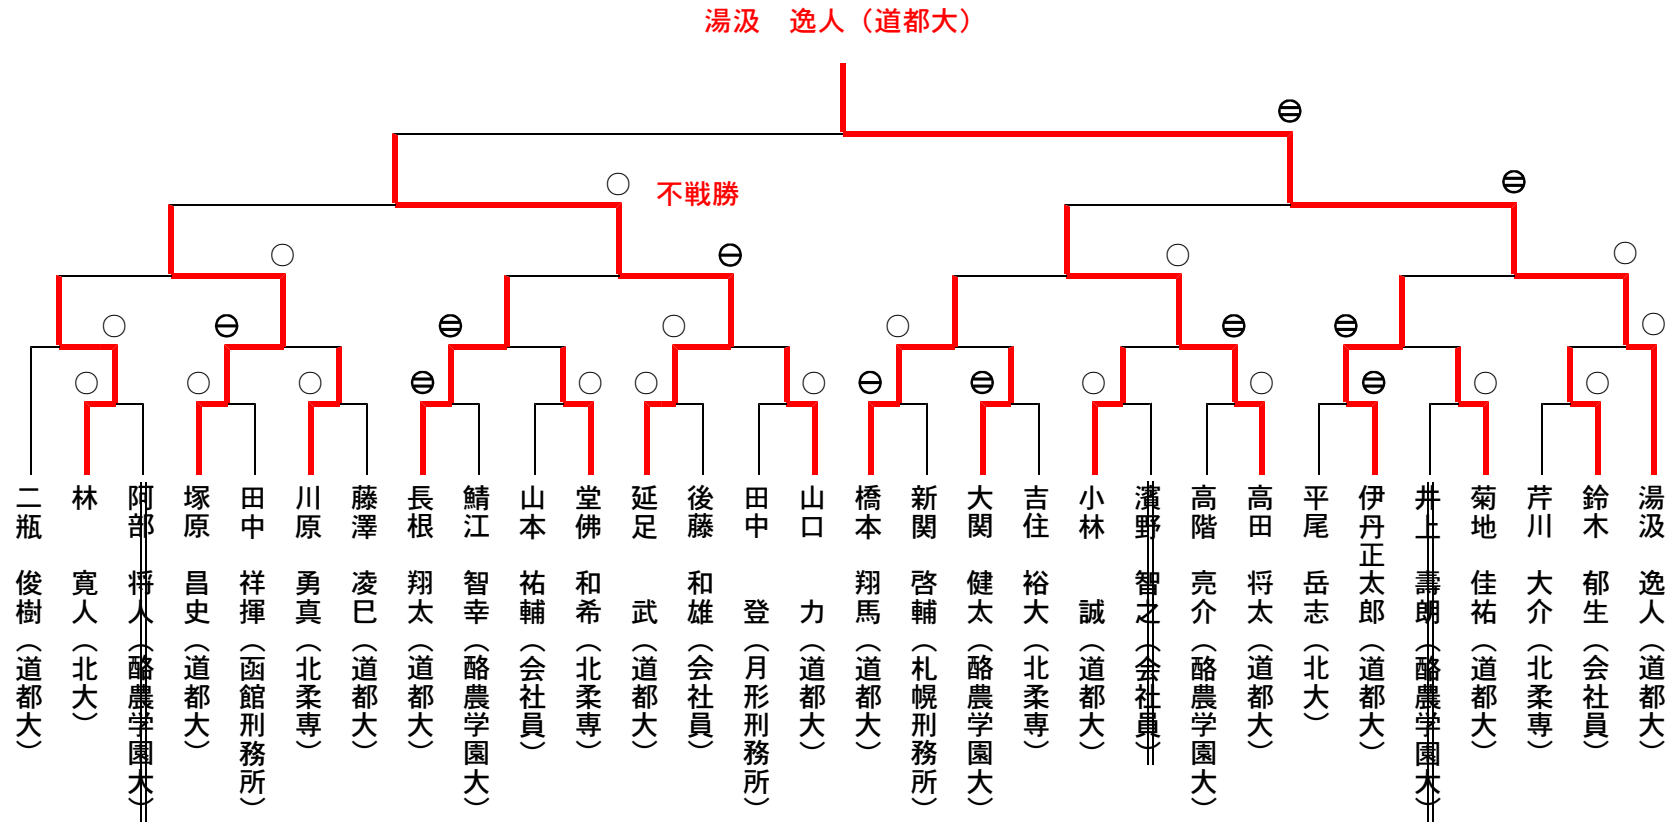 湯汲　逸人（道都大）
不戦勝
二瓶　俊樹（道都大）
林　寛人（北大）
阿部　将人（酪農学園大）
塚原　昌史（道都大）
田中　祥揮（函館刑務所）
川原　勇真（北柔専）
藤澤　凌巳（道都大）
長根　翔太（道都大）
鯖江　智幸（酪農学園大）
山本　祐輔（会社員）
堂佛　和希（北柔専）
延足　武（道都大）
後藤　和雄（会社員）
田中　登（月形刑務所）
山口　力（道都大）
橋本　翔馬（道都大）
新関　啓輔（札幌刑務所）
大関　健太（酪農学園大）
吉住　裕大（北柔専）
小林　誠（道都大）
濱野　智之（会社員）
高階　亮介（酪農学園大）
高田　将太（道都大）
平尾　岳志（北大）
伊丹正太郎（道都大）
井上　壽朗（酪農学園大）
菊地　佳祐（道都大）
芹川　大介（北柔専）
鈴木　郁生（会社員）
湯汲　逸人（道都大）